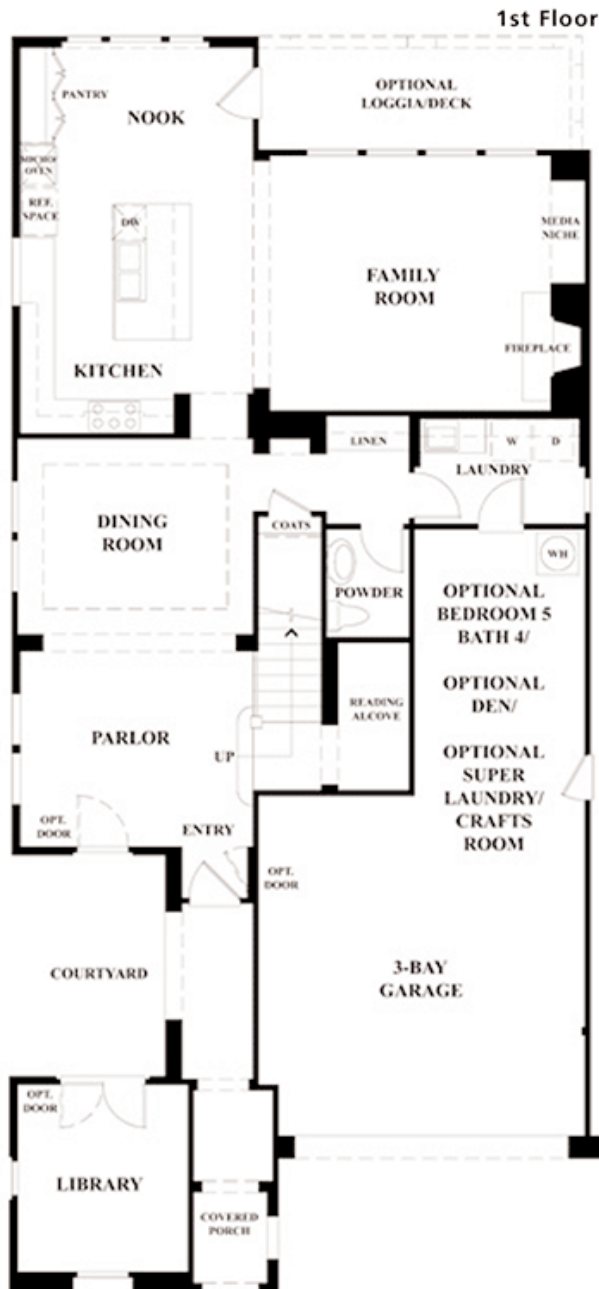 1st Floor
OPTIONAL
LOGGIA/DECK
PANTRY
NOOK
MICRO/
OVEN
REF.
SPACE
DW
MEDIA
NICHE
FAMILY
ROOM
FIREPLACE
KITCHEN
LINEN
W
D
LAUNDRY
DINING
ROOM
COATS
WH
POWDER
OPTIONAL
BEDROOM 5
BATH 4/
OPTIONAL
DEN/
OPTIONAL
SUPER
LAUNDRY/
CRAFTS
ROOM
READING
ALCOVE
PARLOR
UP
OPT.
DOOR
ENTRY
OPT.
DOOR
COURTYARD
3-BAY
GARAGE
OPT.
DOOR
LIBRARY
COVERED
PORCH